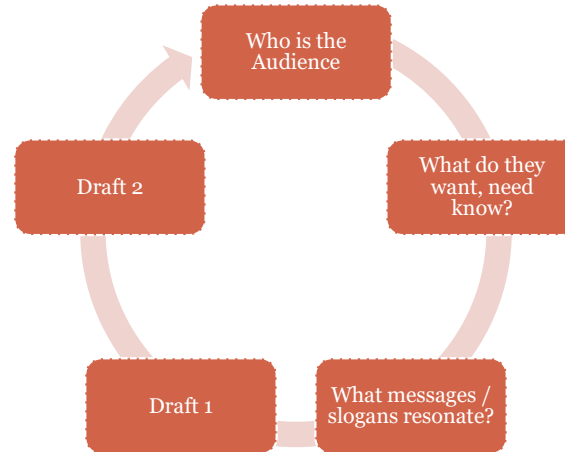 Who is the
Audience
What do they
want, need
know?
What messages /
slogans resonate?
Draft 1
Draft 2